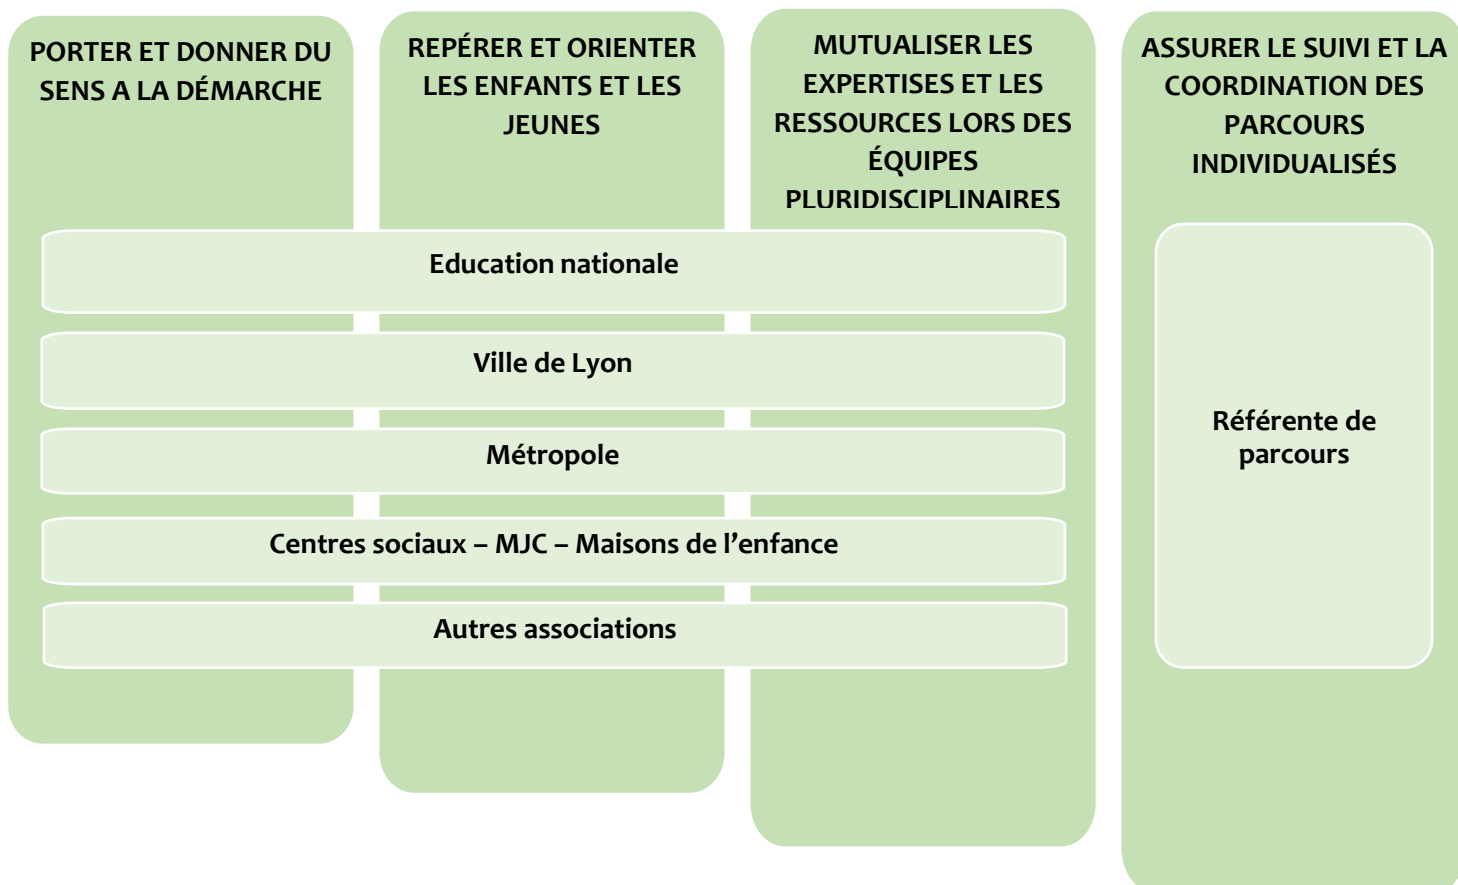 PORTER ET DONNER DU
SENS A LA DÉMARCHE
REPÉRER ET ORIENTER
LES ENFANTS ET LES
JEUNES
MUTUALISER LES
EXPERTISES ET LES
RESSOURCES LORS DES
ÉQUIPES
PLURIDISCIPLINAIRES
ASSURER LE SUIVI ET LA
COORDINATION DES
PARCOURS
INDIVIDUALISÉS
Education nationale
Ville de Lyon
Métropole
Centres sociaux – MJC – Maisons de l’enfance
Autres associations
Référente de
parcours